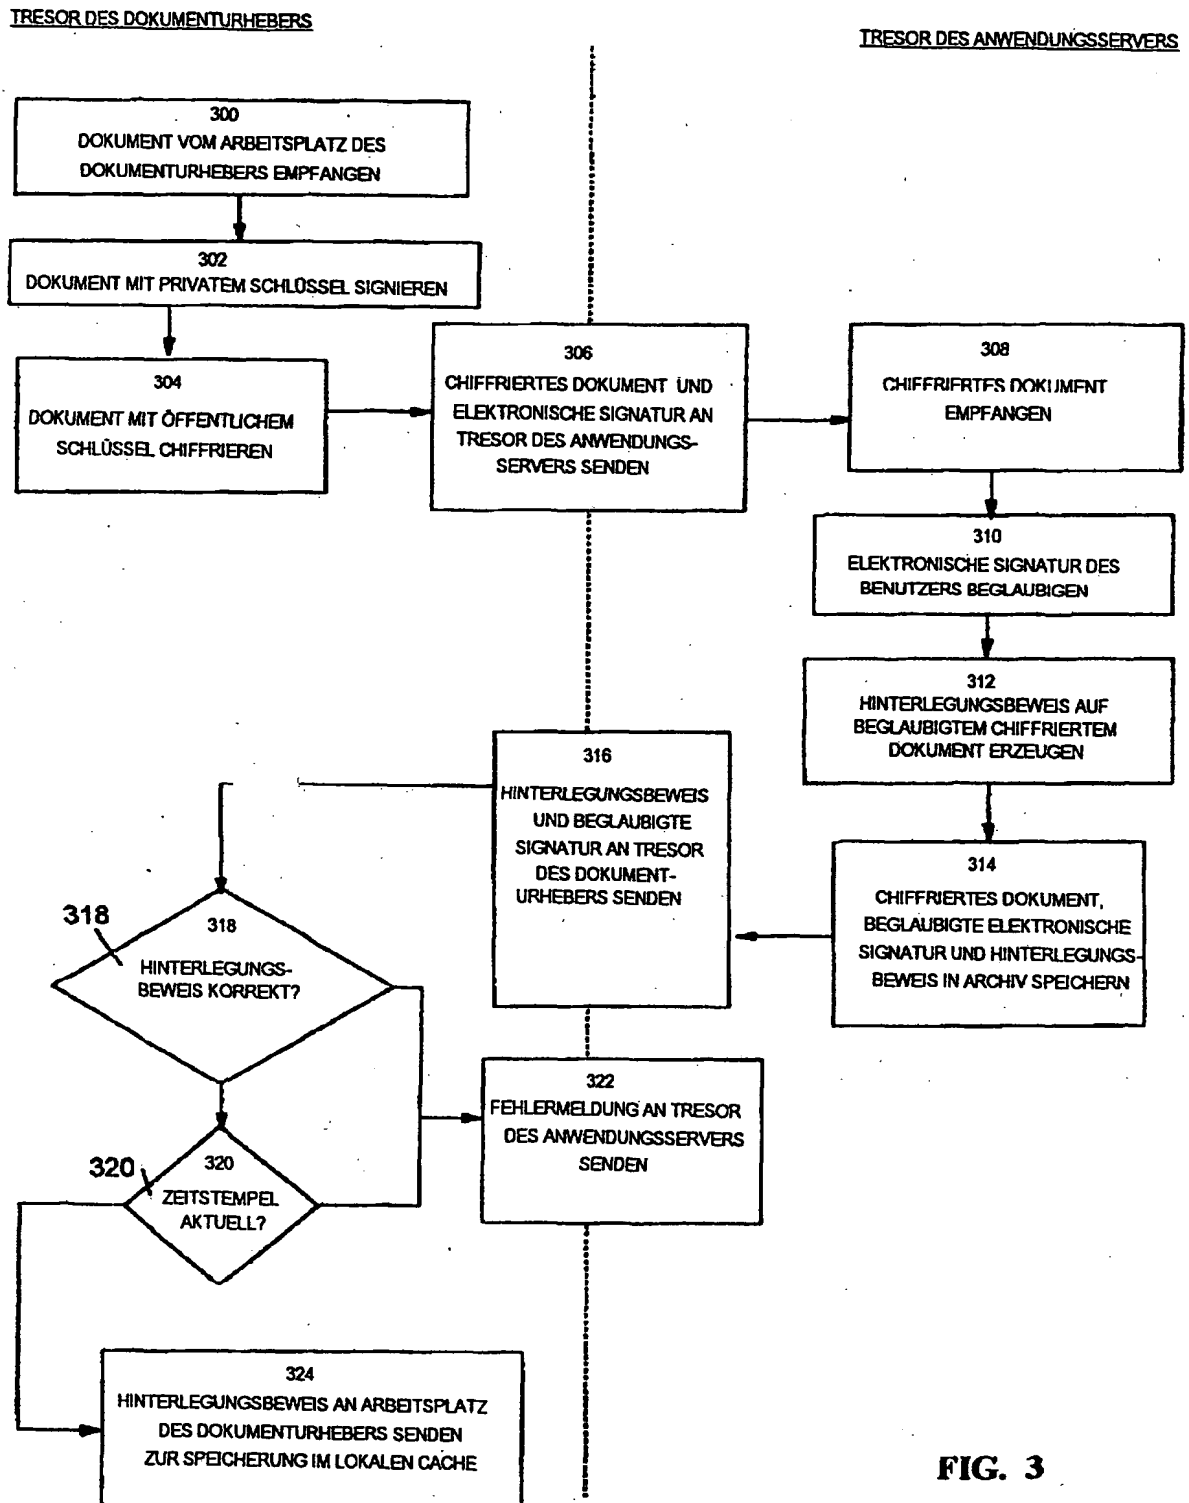 TRESOR DES DOKUMENTURHEBERS
TRESOR DES ANWENDUNGSSERVERS
300
DOKUMENT VOM ARBEITSPLATZ DES
DOKUMENTURHEBERS EMPFANGEN
302
DOKUMENT MIT PRIVATEM SCHLÜSSEL SIGNIEREN
304
DOKUMENT MIT ÖFFENTLICHEM
SCHLÜSSEL CHIFFRIEREN
306
CHIFFRIERTES DOKUMENT UND
ELEKTRONISCHE SIGNATUR AN
TRESOR DES ANWENDUNGS-
SERVERS SENDEN
308
CHIFFRIERTES DOKUMENT
EMPFANGEN
310
ELEKTRONISCHE SIGNATUR DES
BENUTZERS BEGLAUBIGEN
312
HINTERLEGUNGSBEWEIS AUF
BEGLAUBIGTEM CHIFFRIERTEM
DOKUMENT ERZEUGEN
314
CHIFFRIERTES DOKUMENT,
BEGLAUBIGTE ELEKTRONISCHE
SIGNATUR UND HINTERLEGUNGS-
BEWEIS IN ARCHIV SPEICHERN
316
HINTERLEGUNGSBEWEIS
UND BEGLAUBIGTE
SIGNATUR AN TRESOR
DES DOKUMENT-
URHEBERS SENDEN
318
318
HINTERLEGUNGS-
BEWEIS KORREKT?
320
320
ZEITSTEMPEL
AKTUELL?
322
FEHLERMELDUNG AN TRESOR
DES ANWENDUNGSSERVERS
SENDEN
324
HINTERLEGUNGSBEWEIS AN ARBEITSPLATZ
DES DOKUMENTURHEBERS SENDEN
ZUR SPEICHERUNG IM LOKALEN CACHE
FIG. 3